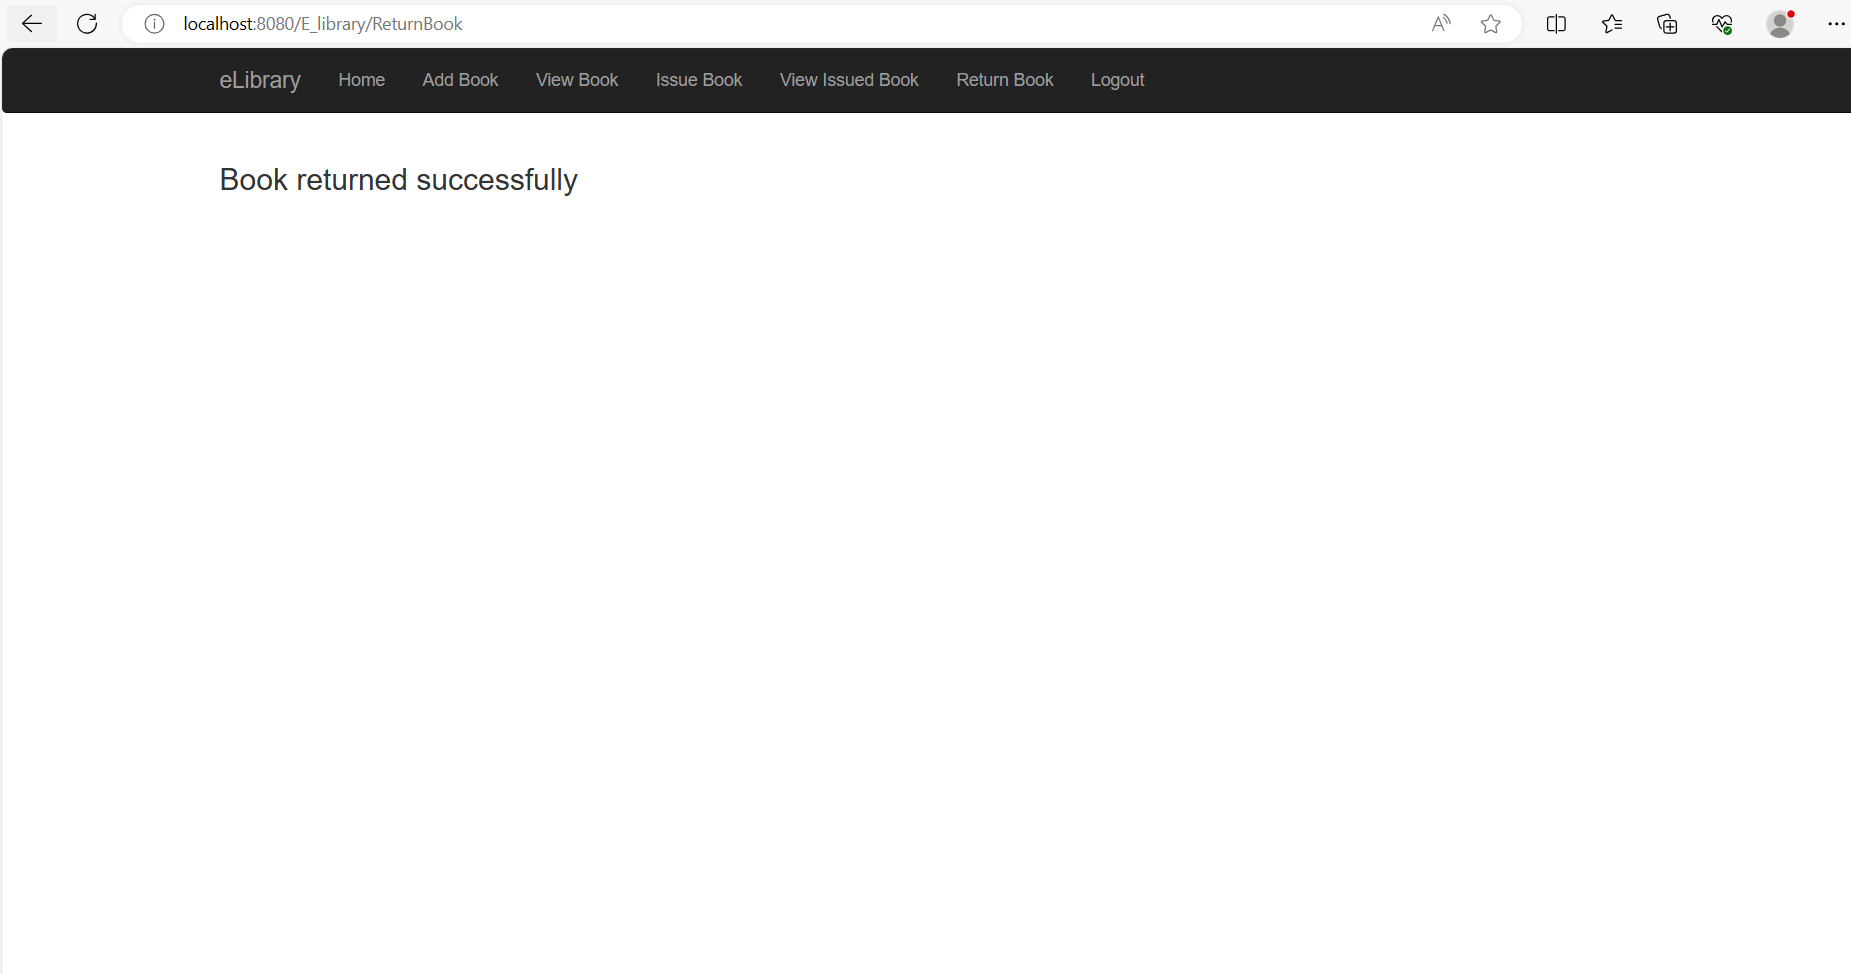 localhost:8080/E_library/ReturnBook
eLibrary Home Add Book View Book Issue Book View Issued Book Return Book Logout
Book returned successfully